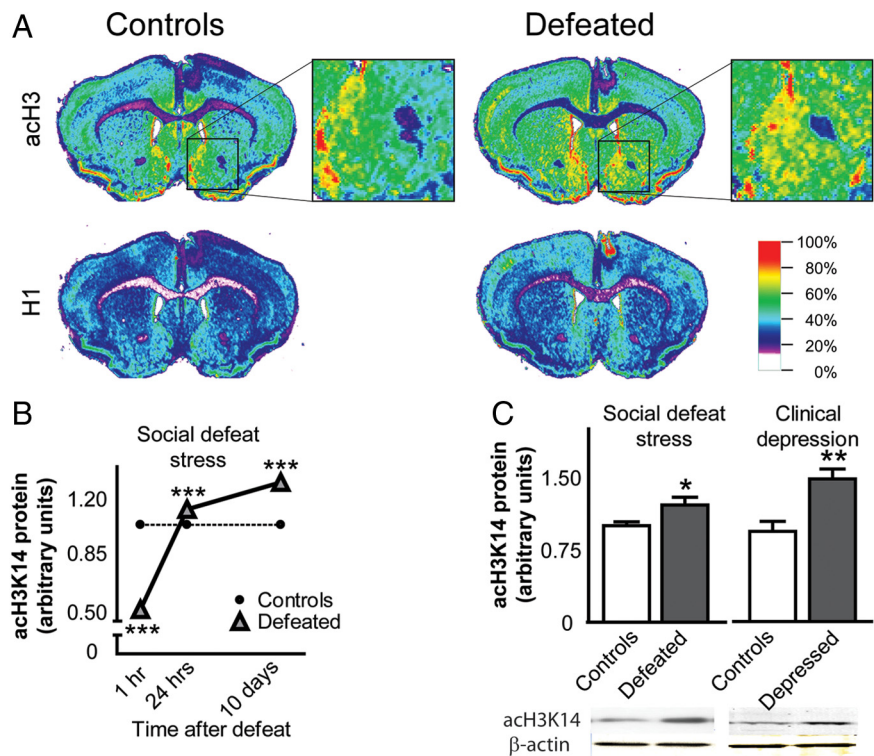 A
Controls
Defeated
acH3
H1
100%
80%
60%
40%
20%
0%
B
Social defeat
stress
acH3K14 protein
(arbitrary units)
1.20
0.85
0.50
0
***
***
***
Controls
Defeated
1 hr
24 hrs
10 days
Time after defeat
C
Social defeat
stress
Clinical
depression
acH3K14 protein
(arbitrary units)
1.50
0.75
0
*
**
Controls
Defeated
Controls
Depressed
acH3K14
β-actin